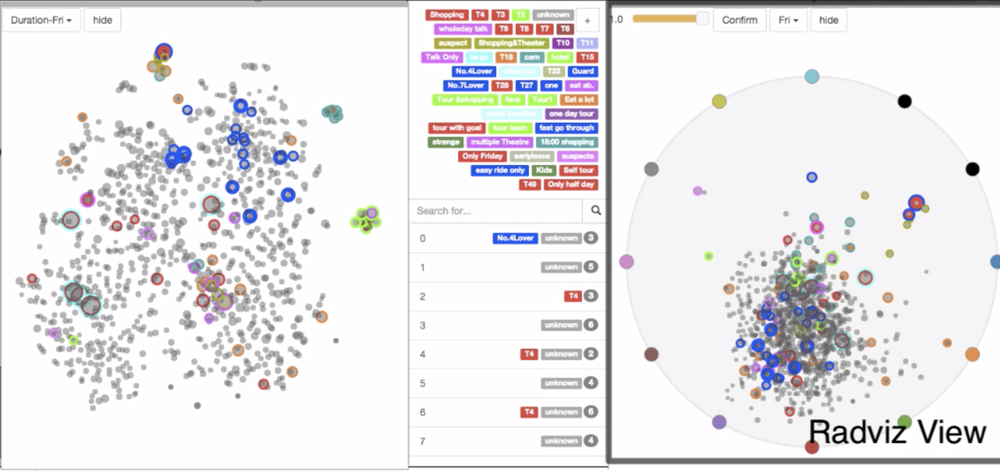 Duration-Fri
hide
Shopping T4 T3 T2 unknown
+
wholeday talk T9 T8 T7 T6
suspect Shopping&Theater T10 T11
Talk Only large T18 cam hotel T15
No.4Lover often out T22 Guard
No.7Lover T28 T27 one eat ab.
Tour &shopping fans Tour1 Eat a lot
make together one day tour
tour with goal tour team fast go through
strange multiple Theatre 18:00 shapping
Only Friday earlyleave suspects
easy ride only Kids Self tour
T49 Only half day
Search for...
0 No.4Lover unknown 3
1 unknown 5
2 T4 3
3 unknown 6
4 T4 unknown 2
5 unknown 4
6 T4 unknown 6
7 unknown 4
1.0
Confirm
Fri
hide
Radviz View